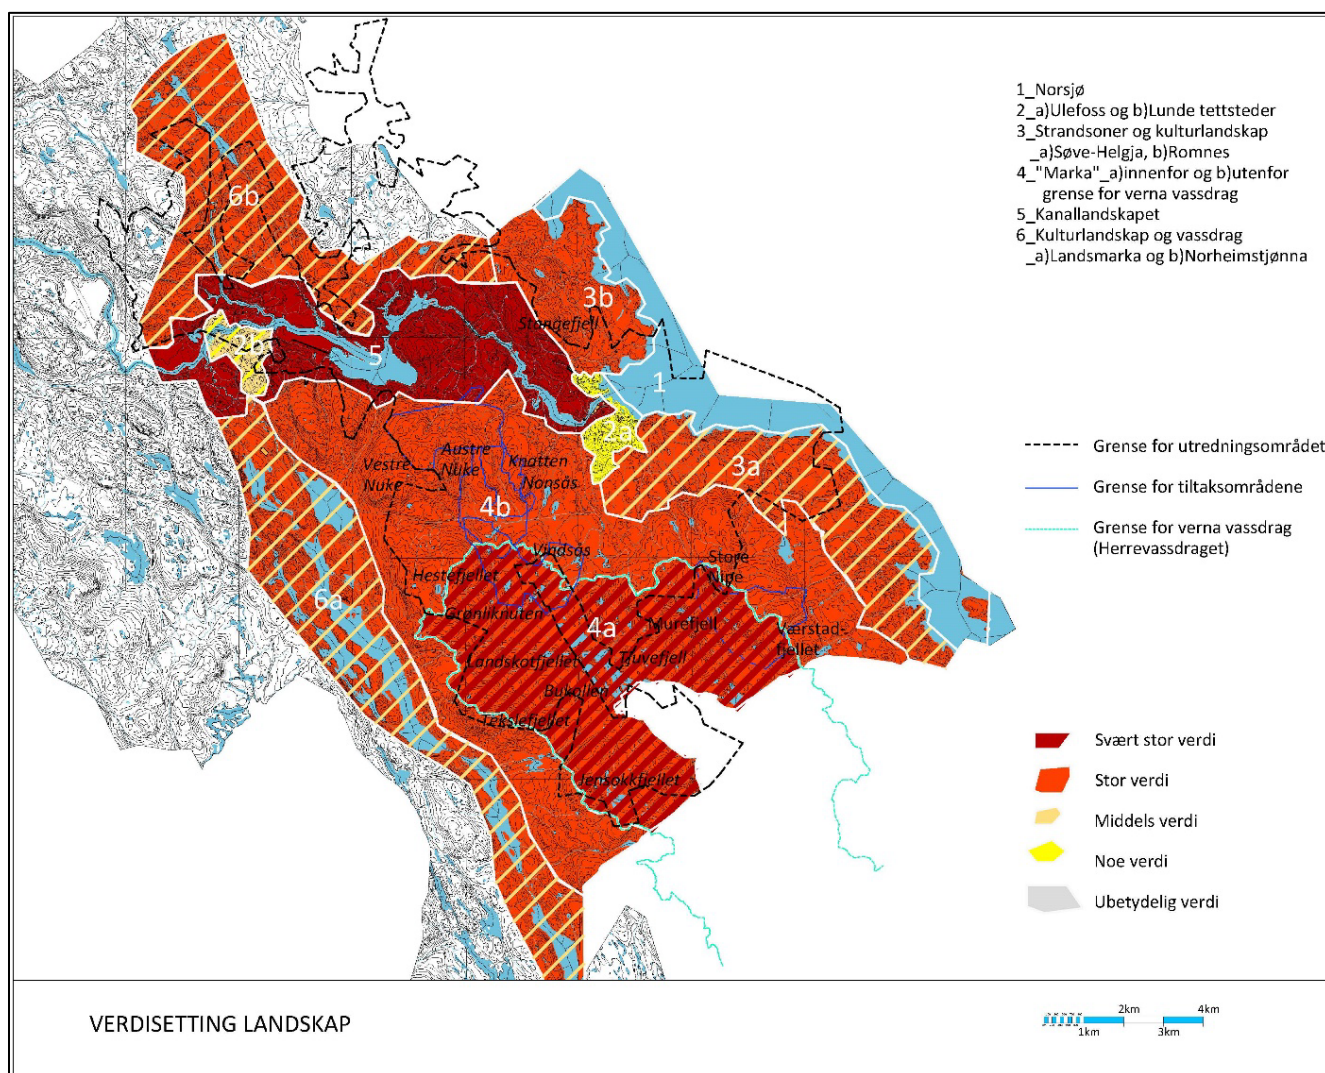 1_Norsjø
2_a)Ulefoss og b)Lunde tettsteder
3_Strandsoner og kulturlandskap
_a)Søve-Helgja, b)Romnes
4_"Marka"_a)innenfor og b)utenfor
grense for verna vassdrag
5_Kanallandskapet
6_Kulturlandskap og vassdrag
_a)Landsmarka og b)Norheimstjønna
6b
3b
Stangefjell
2b
5
1
2a
Austre
Nuke
Knatten
Nonsås
Vestre
Nuke
3a
4b
Vindsås
Store
Nipe
Hestefjellet
Grønliknuten
6a
4a
Murefjell
Værstad-
fjellet
Landskotfjellet
Tjuvefjell
Bukollen
Tekslefjellet
Jensokkfjellet
Grense for utredningsområdet
Grense for tiltaksområdene
Grense for verna vassdrag
(Herrevassdraget)
Svært stor verdi
Stor verdi
Middels verdi
Noe verdi
Ubetydelig verdi
VERDISETTING LANDSKAP
2km
4km
1km
3km